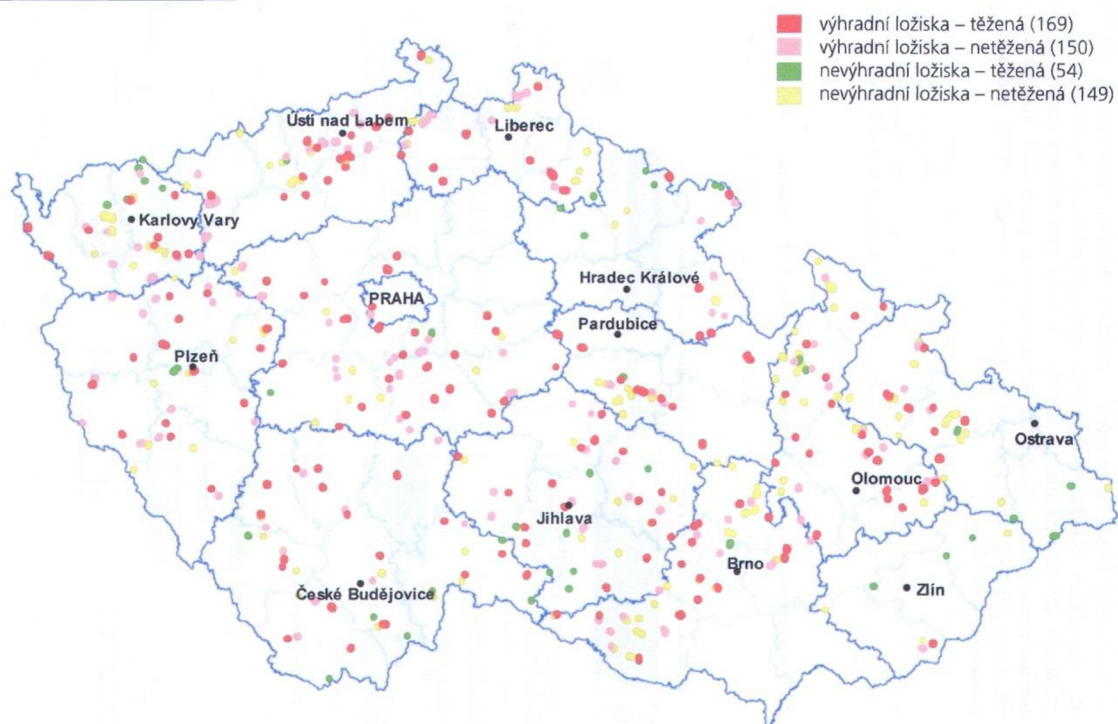 výhradní ložiska – těžená (169)
výhradní ložiska – netěžená (150)
nevýhradní ložiska – těžená (54)
nevýhradní ložiska – netěžená (149)
Ústí nad Labem
Liberec
Karlovy Vary
Hradec Králové
PRAHA
Pardubice
Plzeň
Ostrava
Olomouc
Jihlava
Brno
České Budějovice
Zlín